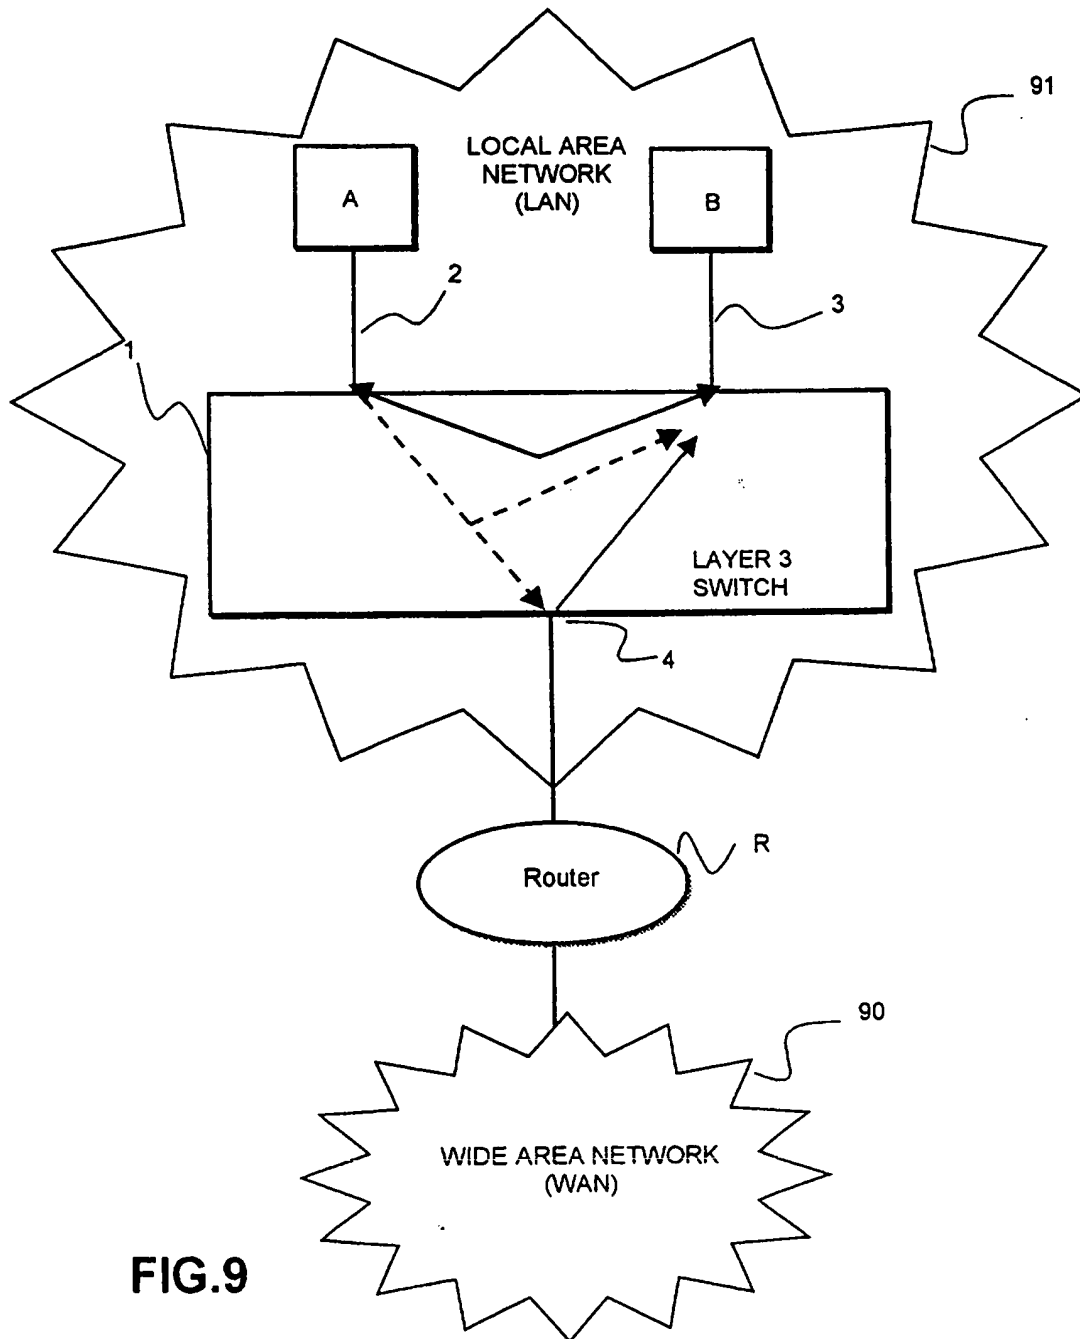 91
LOCAL AREA
NETWORK
(LAN)
A
B
2
3
1
LAYER 3
SWITCH
4
R
Router
90
WIDE AREA NETWORK
(WAN)
FIG.9